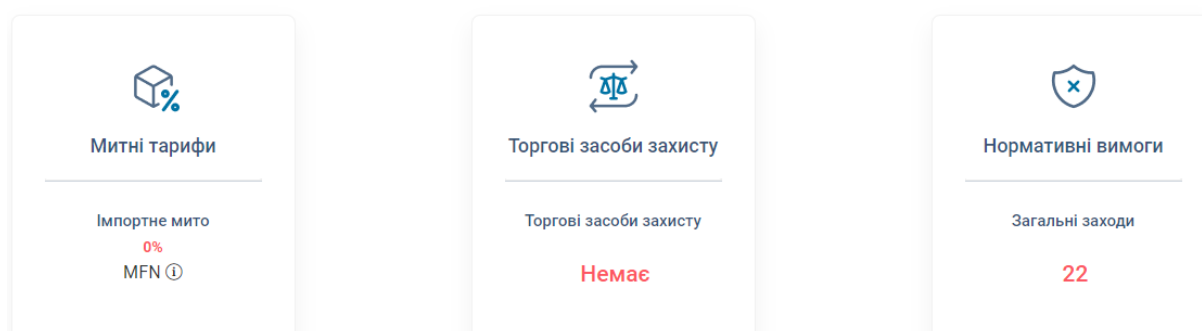 Митні тарифи
Імпортне мито
0%
MFN
Торгові засоби захисту
Торгові засоби захисту
Немає
Нормативні вимоги
Загальні заходи
22